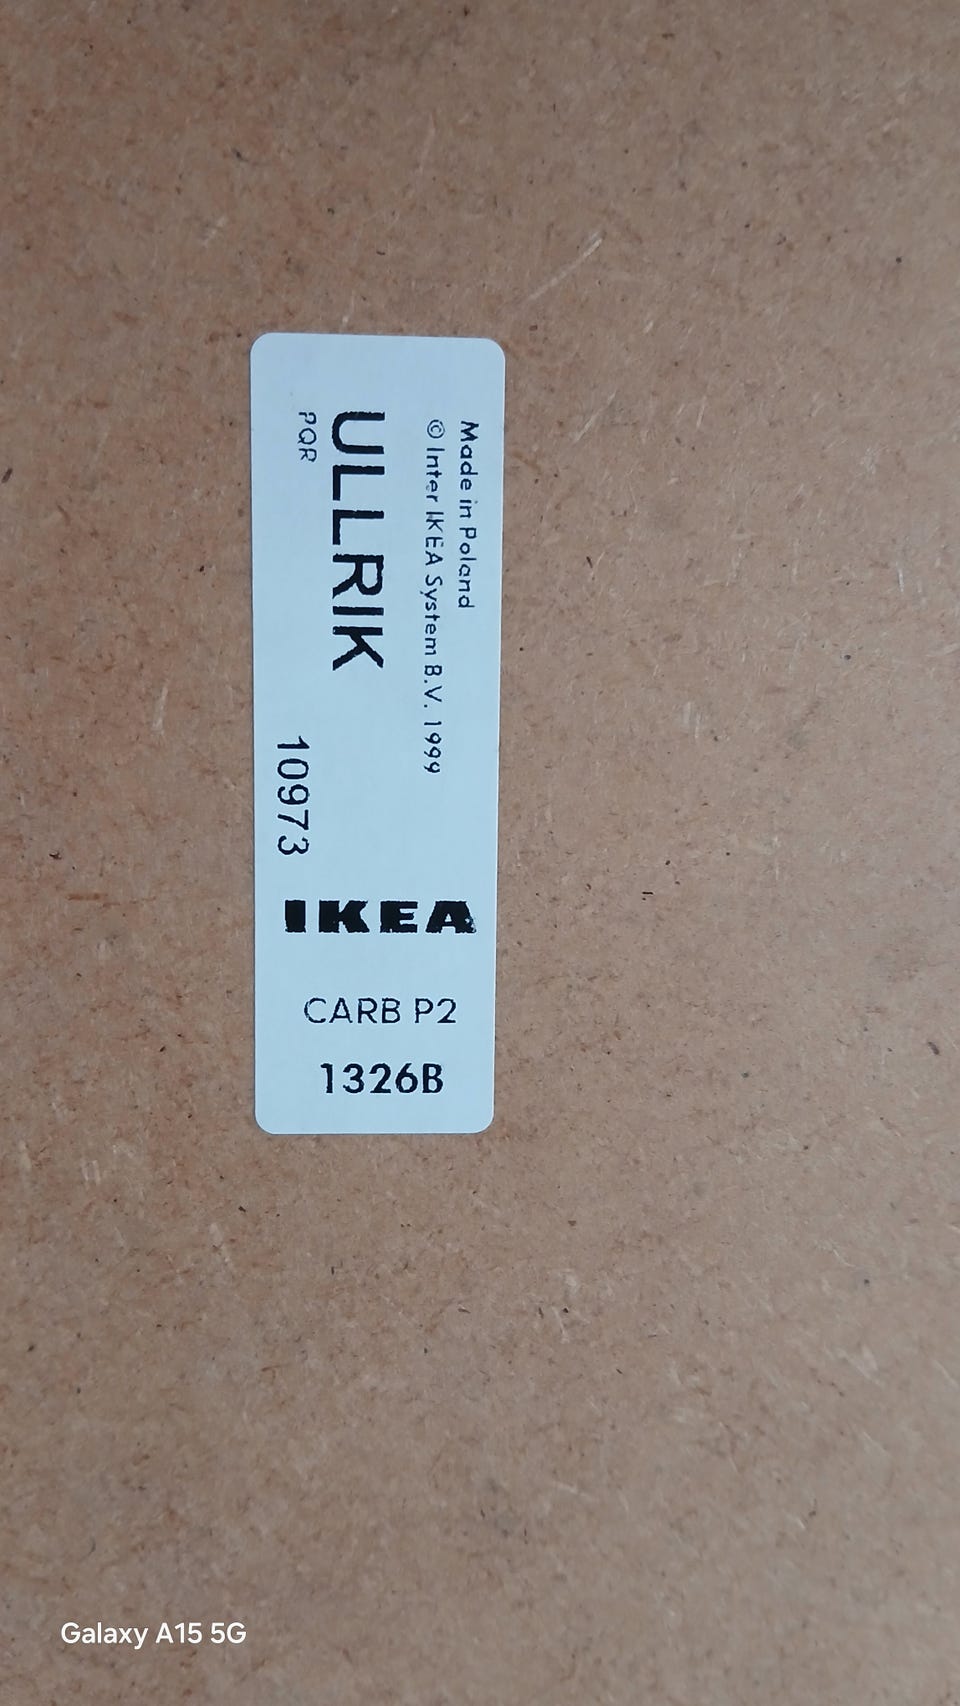 Made in Poland
© Inter IKEA System B.V. 1999
ULLRIK
PQR
10973
IKEA
CARB P2
1326B
Galaxy A15 5G